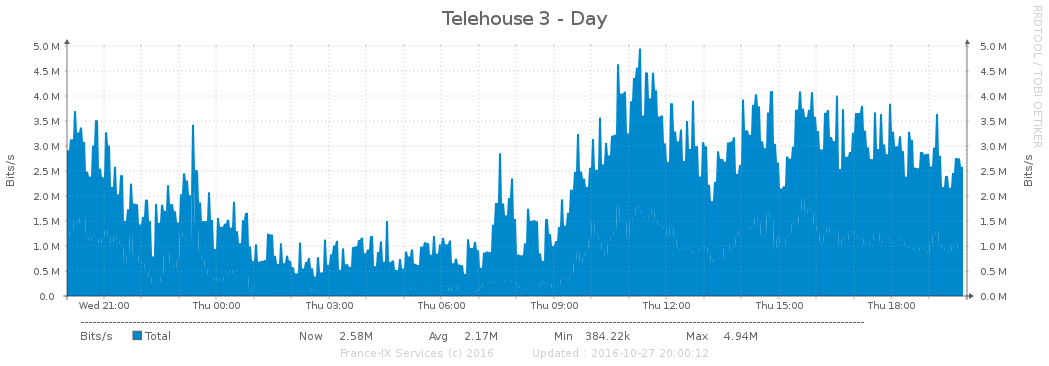 Telehouse 3 - Day
RRDTOOL / TOBI OETIKER
Bits/s
5.0 M 5.0 M
4.5 M 4.5 M
4.0 M 4.0 M
3.5 M 3.5 M
3.0 M 3.0 M
2.5 M 2.5 M
2.0 M 2.0 M
1.5 M 1.5 M
1.0 M 1.0 M
0.5 M 0.5 M
0.0 0.0 M
Bits/s
Wed 21:00 Thu 00:00 Thu 03:00 Thu 06:00 Thu 09:00 Thu 12:00 Thu 15:00 Thu 18:00
Bits/s Total Now 2.58M Avg 2.17M Min 384.22k Max 4.94M
France-IX Services (c) 2016 Updated : 2016-10-27 20:00:12